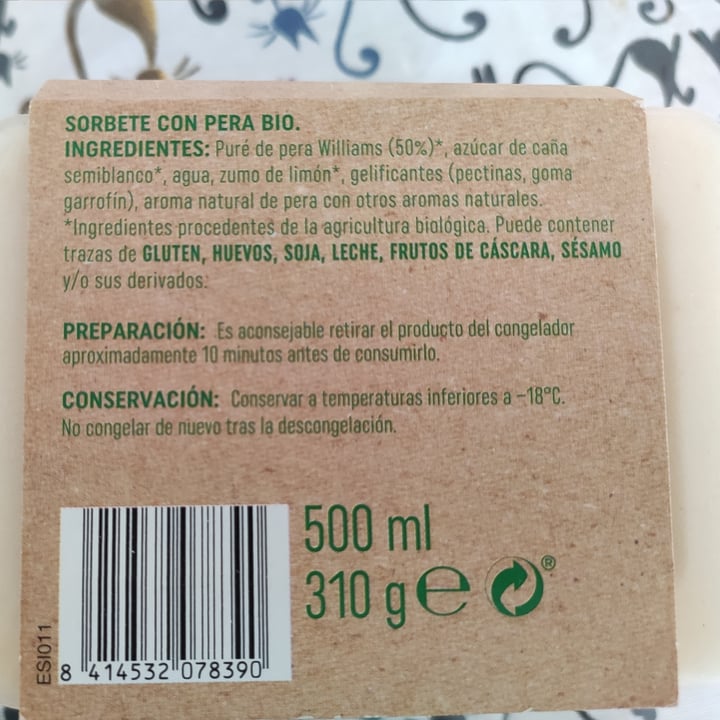 SORBETE CON PERA BIO.
INGREDIENTES: Puré de pera Williams (50%)*, azúcar de caña
semiblanco*, agua, zumo de limón*, gelificantes (pectinas, goma
garrofín), aroma natural de pera con otros aromas naturales.
*Ingredientes procedentes de la agricultura biológica. Puede contener
trazas de GLUTEN, HUEVOS, SOJA, LECHE, FRUTOS DE CÁSCARA, SÉSAMO
y/o sus derivados.
PREPARACIÓN: Es aconsejable retirar el producto del congelador
aproximadamente 10 minutos antes de consumirlo.
CONSERVACIÓN: Conservar a temperaturas inferiores a -18ºC.
No congelar de nuevo tras la descongelación.
500 ml
310 g e ®
ESI011
8 414532 078390